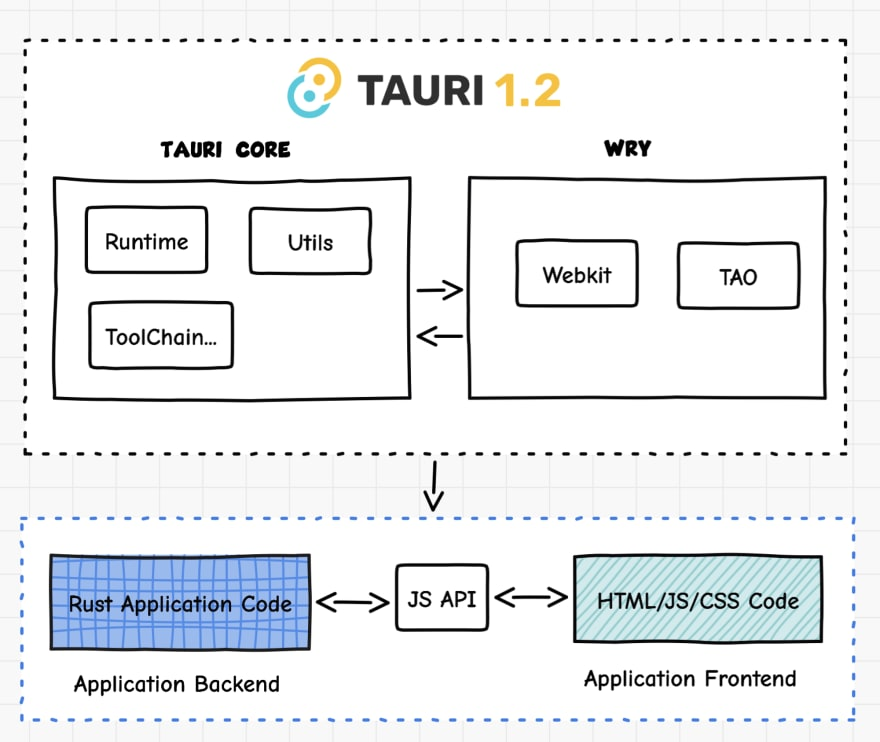 TAURI 1.2
TAURI CORE
WRY
Runtime
Utils
ToolChain...
Webkit
TAO
Rust Application Code
JS API
HTML/JS/CSS Code
Application Backend
Application Frontend